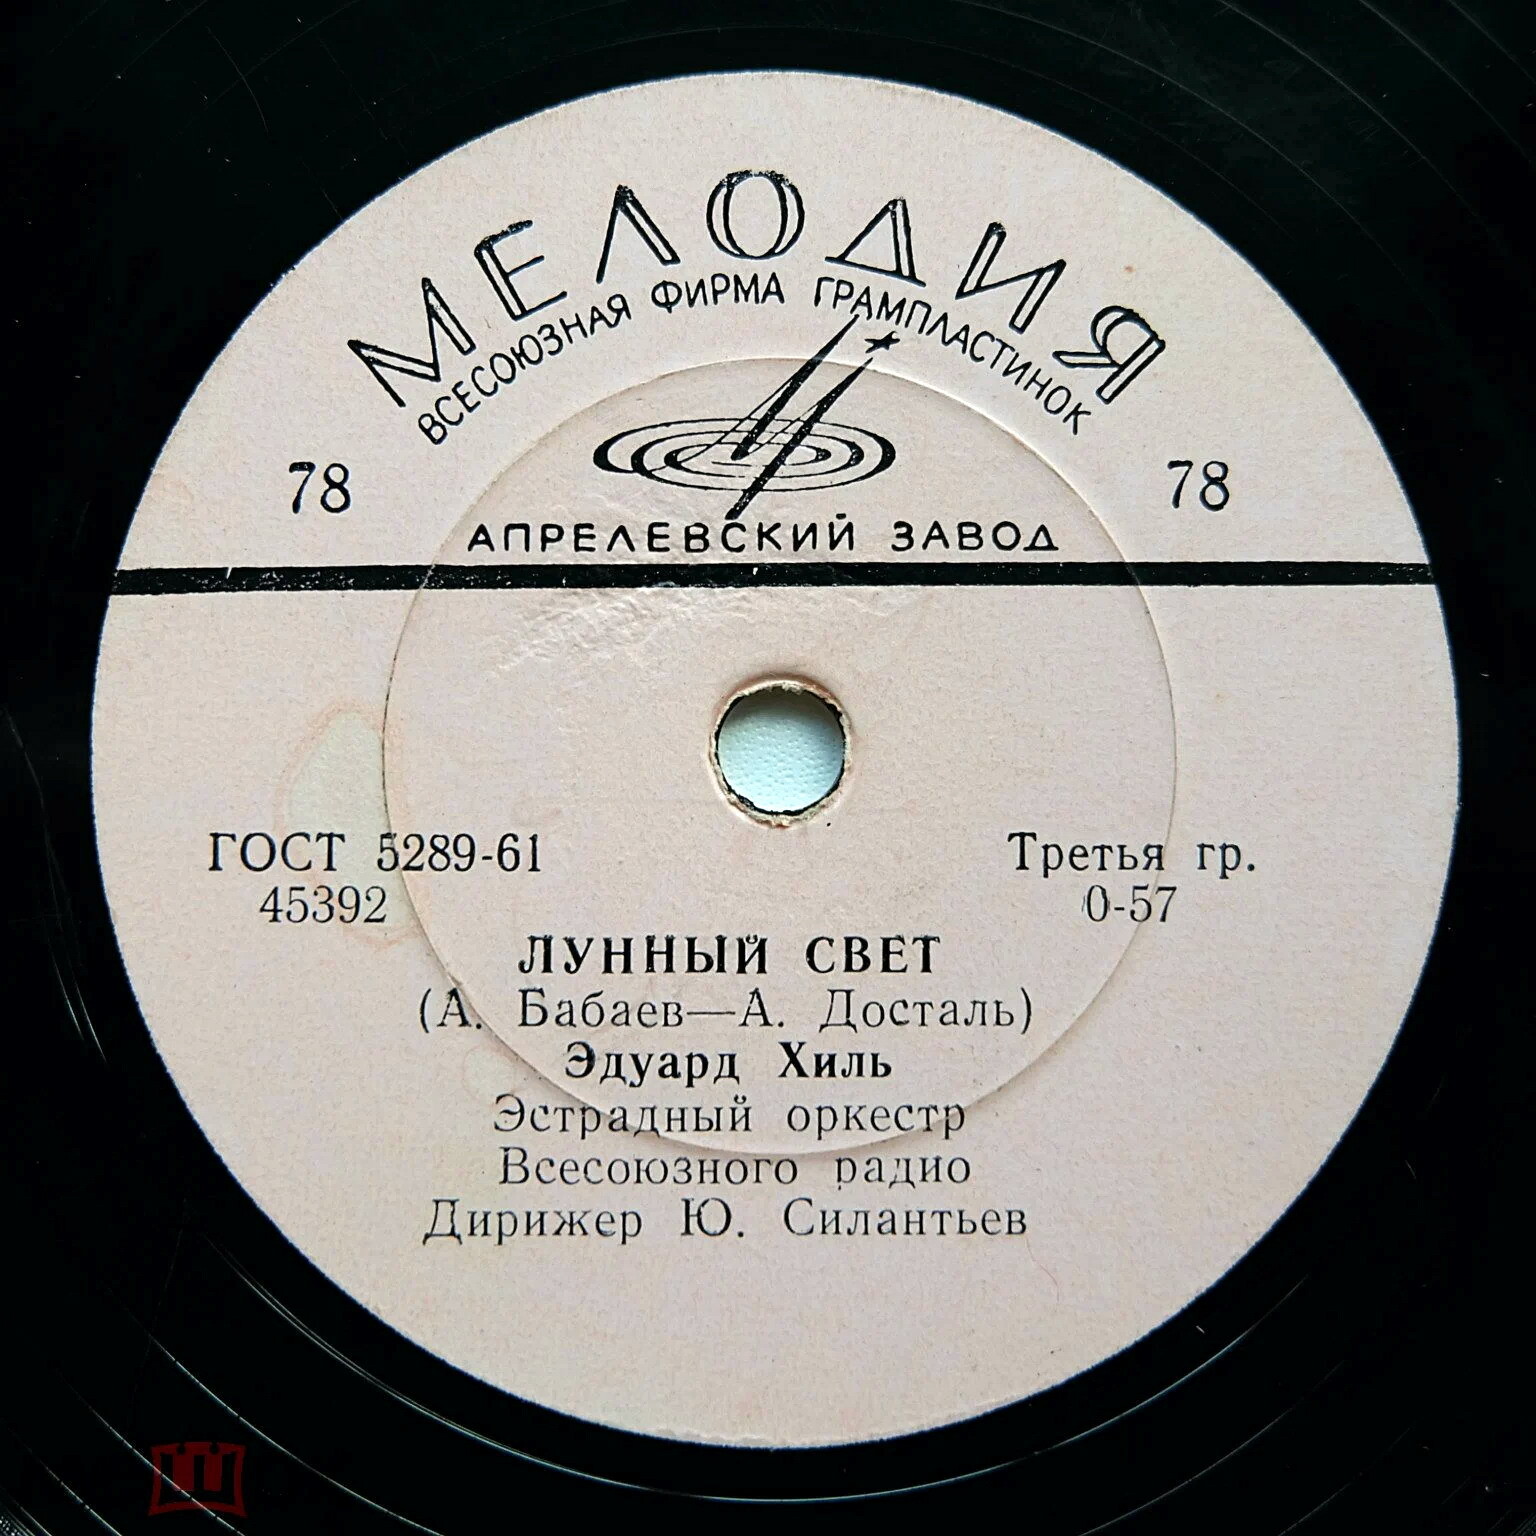 МЕЛОДИЯ
ВСЕСОЮЗНАЯ ФИРМА ГРАМПЛАСТИНОК
78 78
АПРЕЛЕВСКИЙ ЗАВОД
ГОСТ 5289-61 Третья гр.
45392 0-57
ЛУННЫЙ СВЕТ
(А. Бабаев—А. Досталь)
Эдуард Хиль
Эстрадный оркестр
Всесоюзного радио
Дирижер Ю. Силантьев